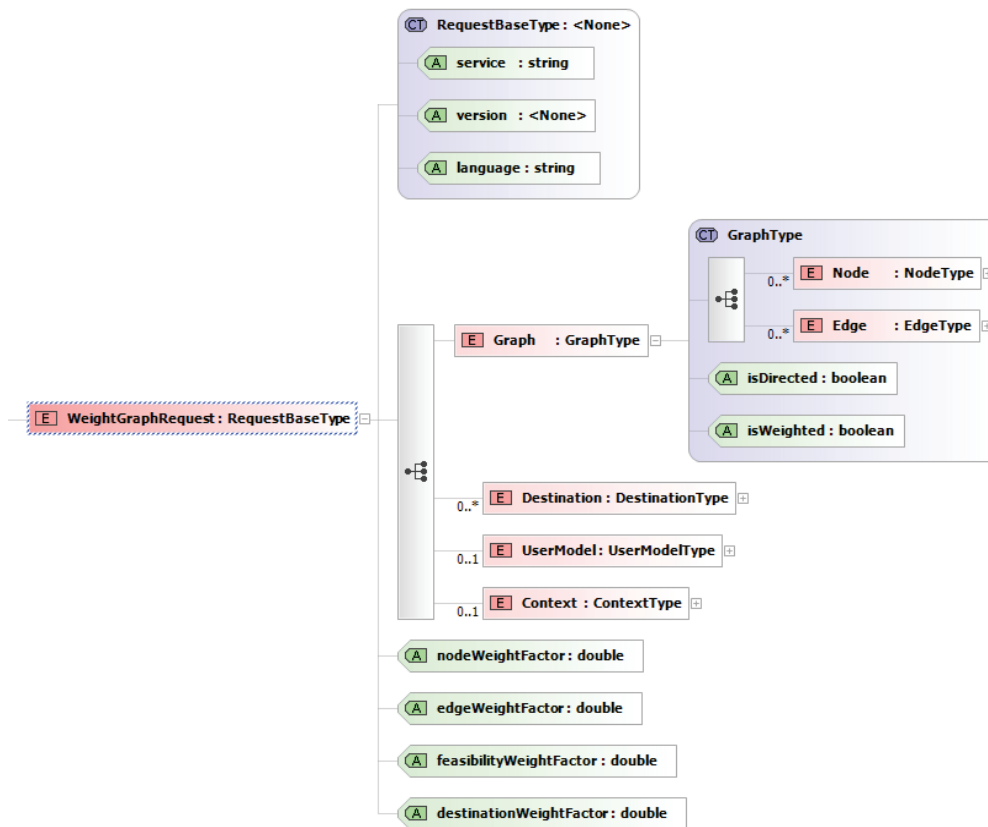 CT RequestBaseType: <None>
A service : string
A version : <None>
A language : string
CT GraphType
0..* E Node : NodeType
0..* E Edge : EdgeType
E Graph : GraphType
A isDirected : boolean
A isWeighted : boolean
E WeightGraphRequest : RequestBaseType
0..* E Destination : DestinationType
0..1 E UserModel : UserModelType
0..1 E Context : ContextType
A nodeWeightFactor : double
A edgeWeightFactor : double
A feasibilityWeightFactor : double
A destinationWeightFactor : double